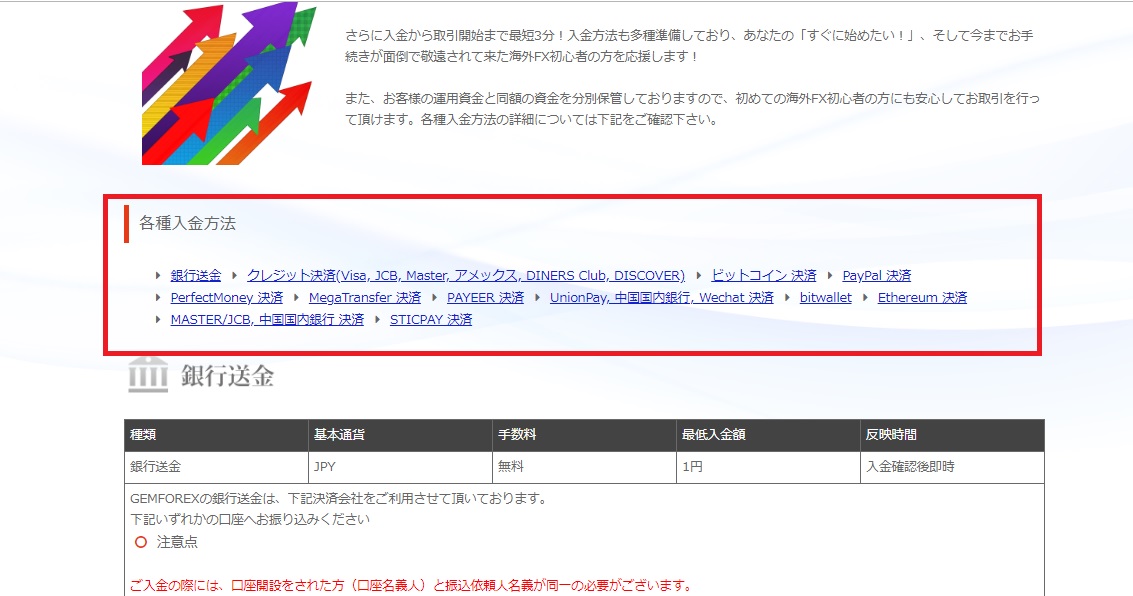 さらに入金から取引開始まで最短3分！入金方法も多種準備しており、あなたの「すぐに始めたい！」、そして今までお手
続きが面倒で敬遠されて来た海外FX初心者の方を応援します！
また、お客様の運用資金と同額の資金を分別保管しておりますので、初めての海外FX初心者の方にも安心してお取引を行っ
て頂けます。各種入金方法の詳細については下記をご確認下さい。
各種入金方法
銀行送金 クレジット決済(Visa, JCB, Master, アメックス, DINERS Club, DISCOVER) ビットコイン 決済 PayPal 決済
PerfectMoney 決済 MegaTransfer 決済 PAYEER 決済 UnionPay, 中国国内銀行, Wechat 決済 bitwallet Ethereum 決済
MASTER/JCB, 中国国内銀行 決済 STICPAY 決済
銀行送金
種類 基本通貨 手数料 最低入金額 反映時間
銀行送金 JPY 無料 1円 入金確認後即時
GEMFOREXの銀行送金は、下記決済会社をご利用させて頂いております。
下記いずれかの口座へお振り込みください
注意点
ご入金の際には、口座開設をされた方（口座名義人）と振込依頼人名義が同一の必要がございます。